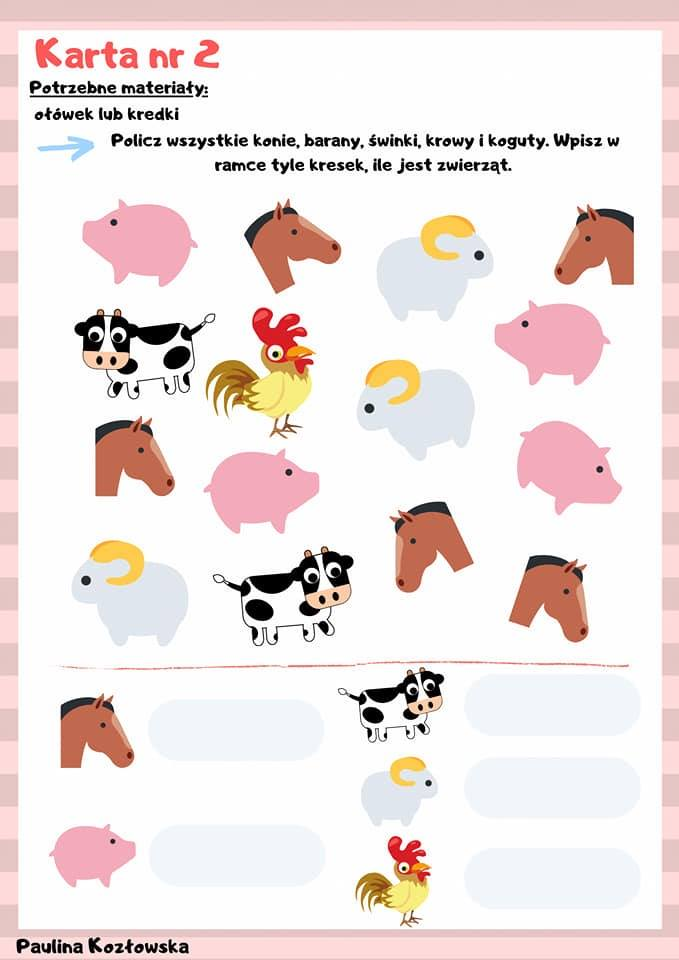 Karta nr 2
Potrzebne materiały:
ołówek lub kredki
Policz wszystkie konie, barany, świnki, krowy i koguty. Wpisz w
ramce tyle kresek, ile jest zwierząt.
Paulina Kozłowska